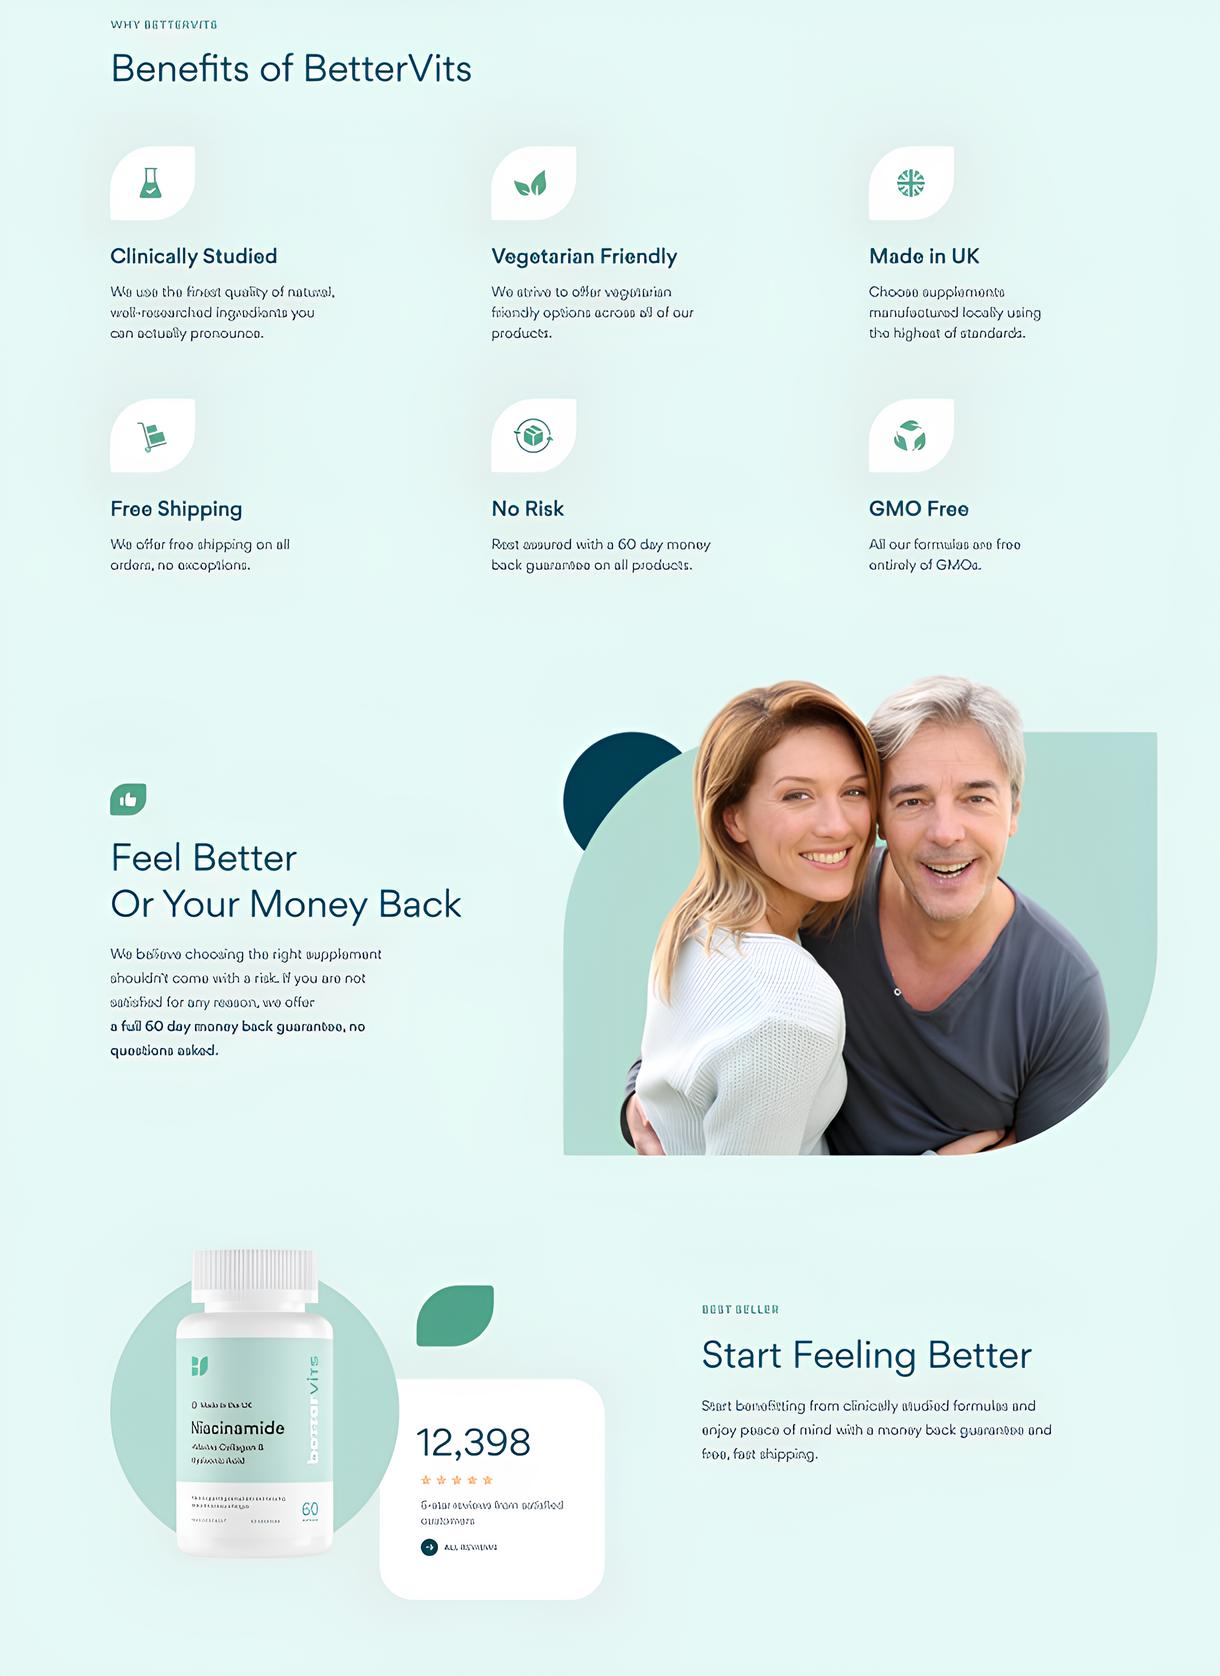 WHY BETTERVITS
Benefits of BetterVits
Clinically Studied
We use the finest quality of natural,
well-researched ingredients you
can actually pronounce.
Vegetarian Friendly
We strive to offer vegetarian
friendly options across all of our
products.
Made in UK
Choose supplements
manufactured locally using
the highest of standards.
Free Shipping
We offer free shipping on all
orders, no exceptions.
No Risk
Rest assured with a 60 day money
back guarantee on all products.
GMO Free
All our formulas are free
entirely of GMOs.
Feel Better
Or Your Money Back
We believe choosing the right supplement
shouldn't come with a risk. If you are not
satisfied for any reason, we offer
a full 60 day money back guarantee, no
questions asked.
bettervits
Made in the UK
Niacinamide
Collagen &
60
12,398
5-star reviews from satisfied
customers
ALL REVIEWS
BEST SELLER
Start Feeling Better
Start benefitting from clinically studied formulas and
enjoy peace of mind with a money back guarantee and
free, fast shipping.